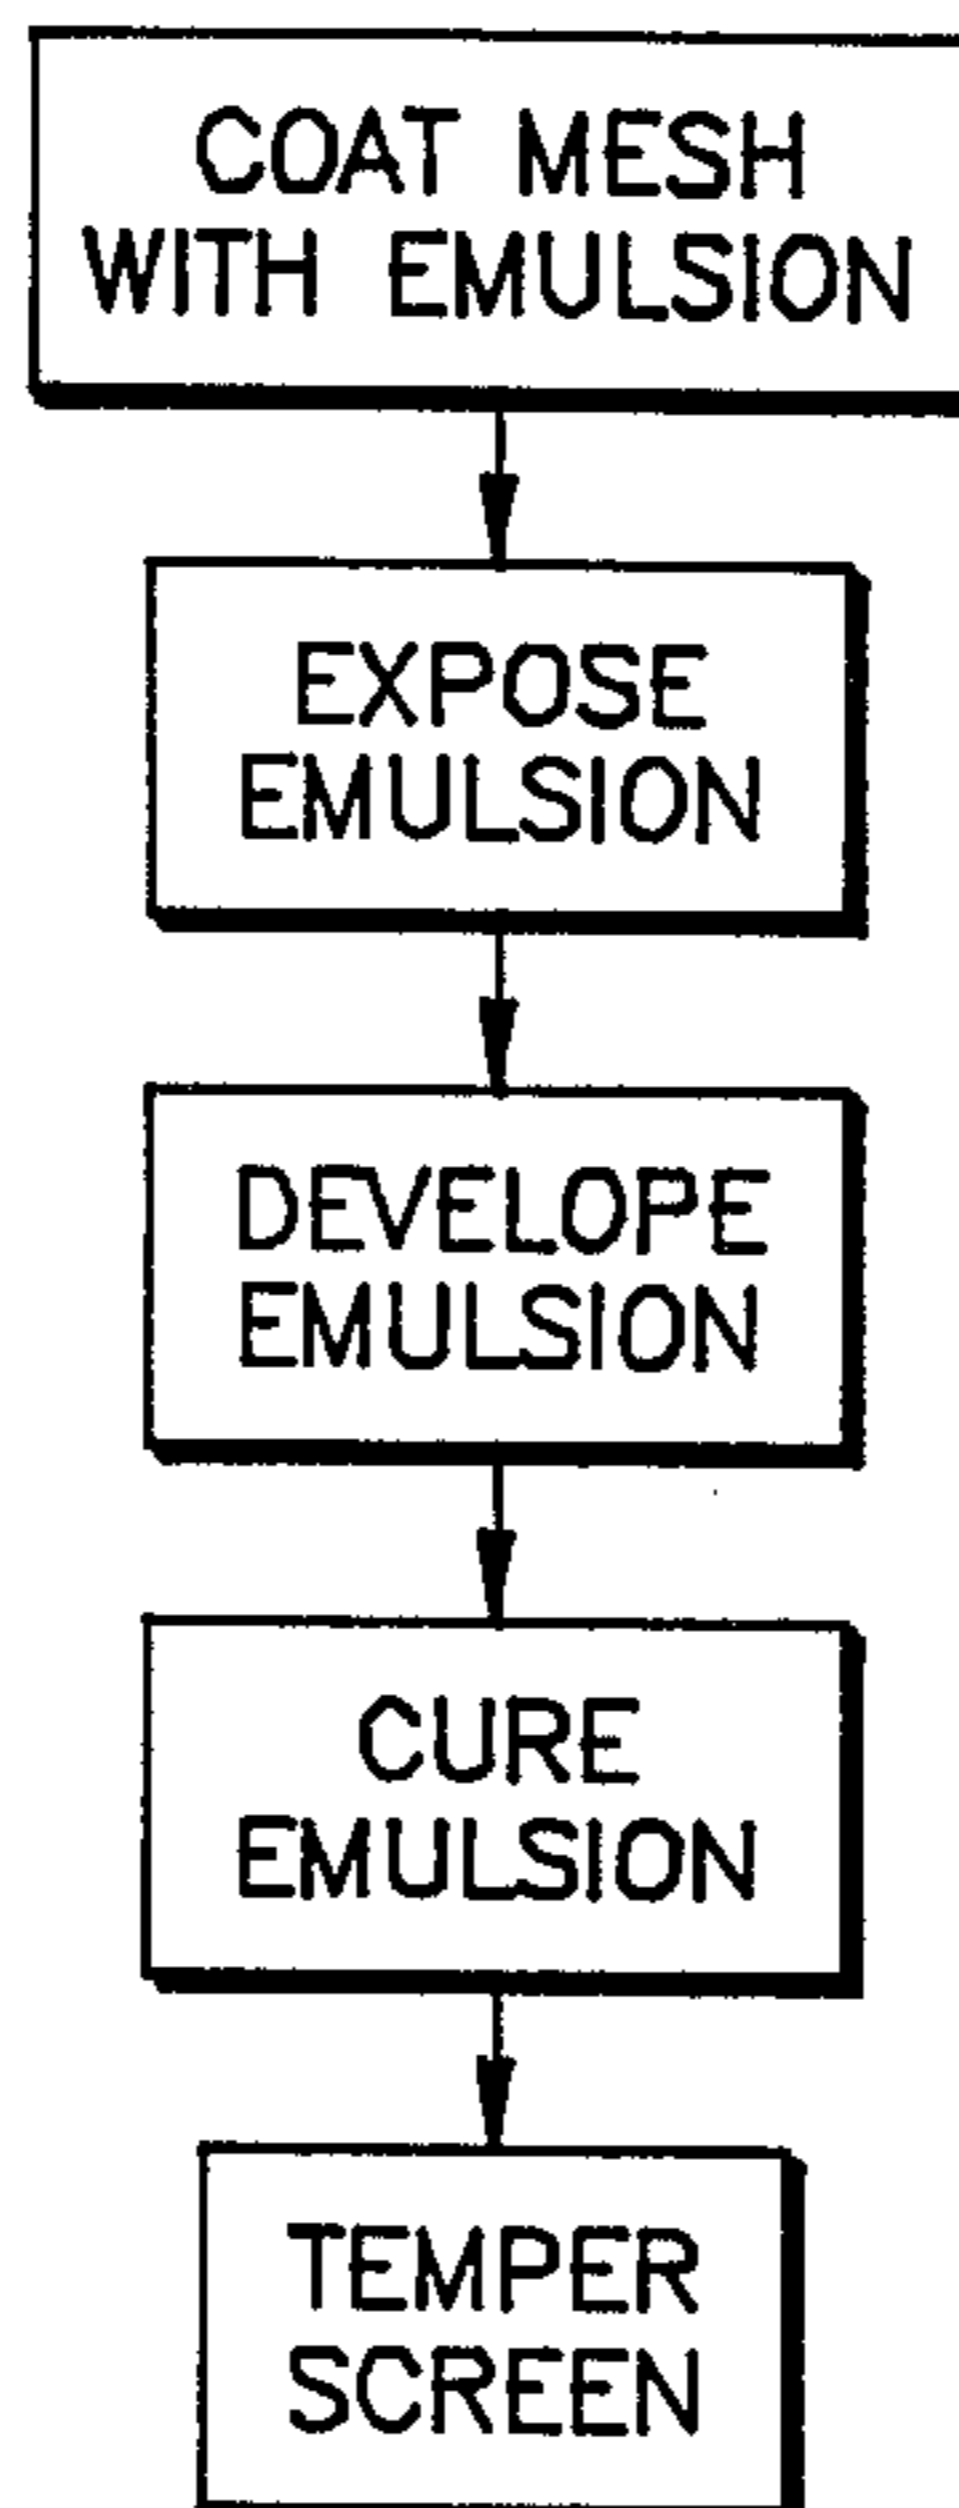 COAT MESH
WITH EMULSION
EXPOSE
EMULSION
DEVELOPE
EMULSION
CURE
EMULSION
TEMPER
SCREEN